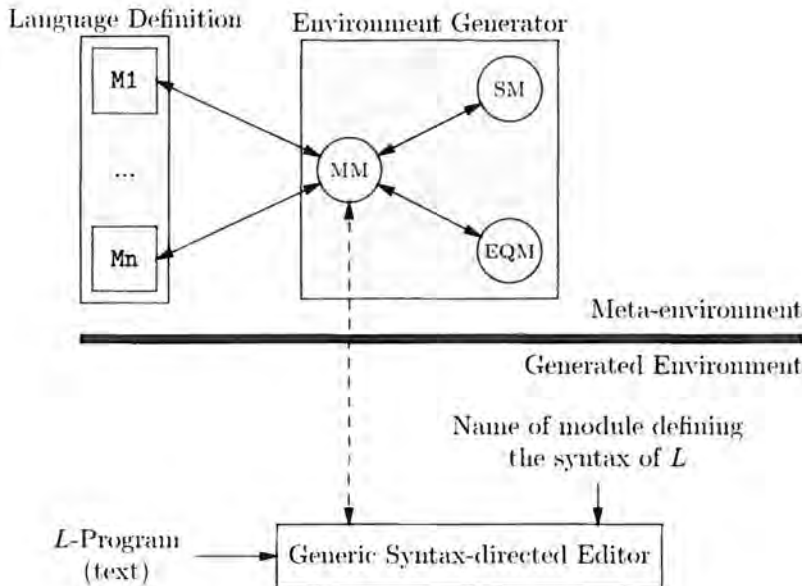 Language Definition
Environment Generator
M1
SM
...
MM
Mn
EQM
Meta-environment
Generated Environment
Name of module defining
the syntax of L
L-Program
(text)
Generic Syntax-directed Editor